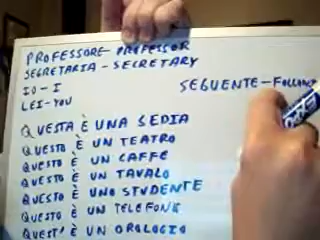 PROFESSORE-PROFESSOR
SEGRETARIA-SECRETARY
IO-I
LEI-YOU
SEGUENTE-FOLLOW
QUESTA È UNA SEDIA
QUESTO È UN TEATRO
QUESTO È UN CAFFE
QUESTO È UN TAVALO
QUESTO È UNO STUDENTE
QUESTO È UN TELEFONE
QUEST' È UN OROLOGIO